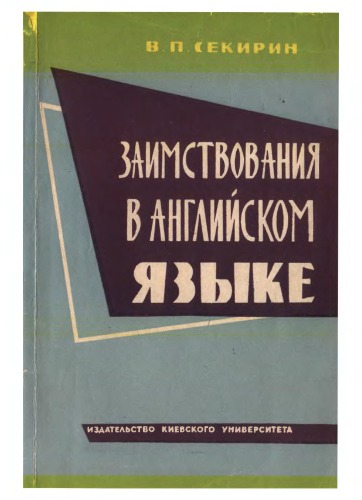 В. П. СЕКИРИН
ЗАИМСТВОВАНИЯ
В АНГЛИЙСКОМ
ЯЗЫКЕ
ИЗДАТЕЛЬСТВО КИЕВСКОГО УНИВЕРСИТЕТА